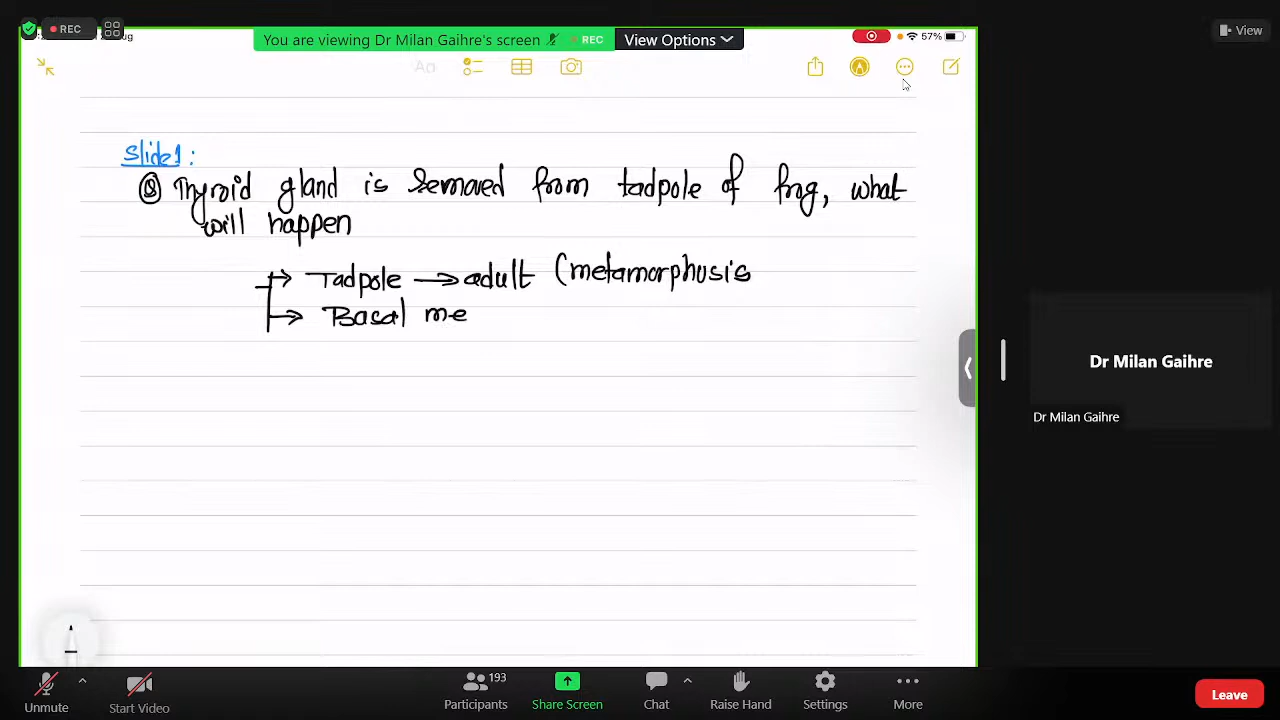 REC
You are viewing Dr Milan Gaihre's screen
REC
View Options
57%
View
Slide1:
Q Thyroid gland is removed from tadpole of frog, what
will happen
→ Tadpole → adult (metamorphosis
→ Basal me
Dr Milan Gaihre
Dr Milan Gaihre
Aa
Unmute
Start Video
193
Participants
Share Screen
Chat
Raise Hand
Settings
More
Leave